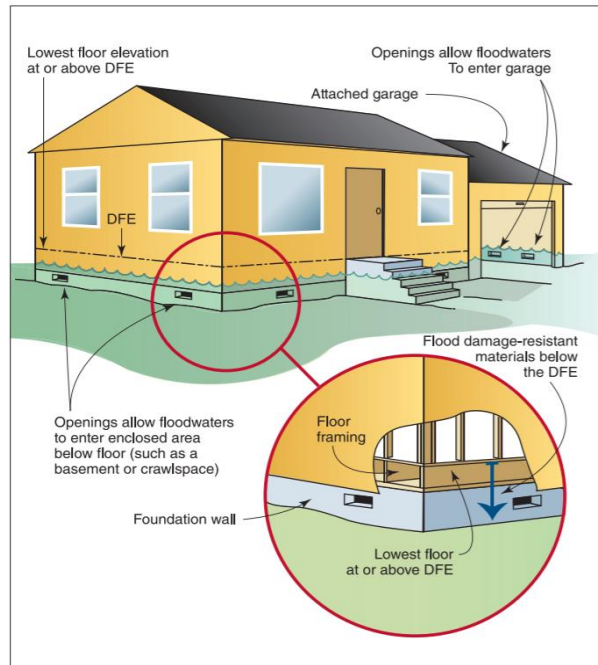 Lowest floor elevation
at or above DFE
Openings allow floodwaters
To enter garage
Attached garage
DFE
Flood damage-resistant
materials below
the DFE
Openings allow floodwaters
to enter enclosed area
below floor (such as a
basement or crawlspace)
Floor
framing
Foundation wall
Lowest floor
at or above DFE